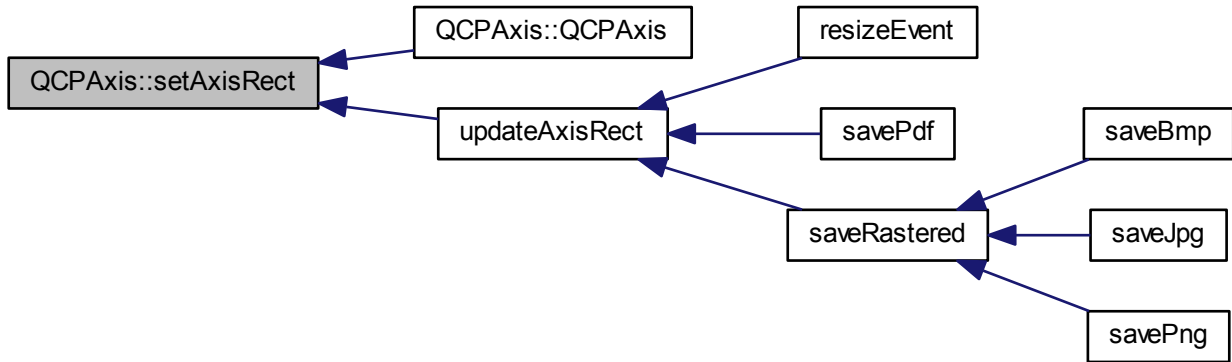 QCPAxis::QCPAxis
resizeEvent
QCPAxis::setAxisRect
updateAxisRect
savePdf
saveBmp
saveRastered
saveJpg
savePng